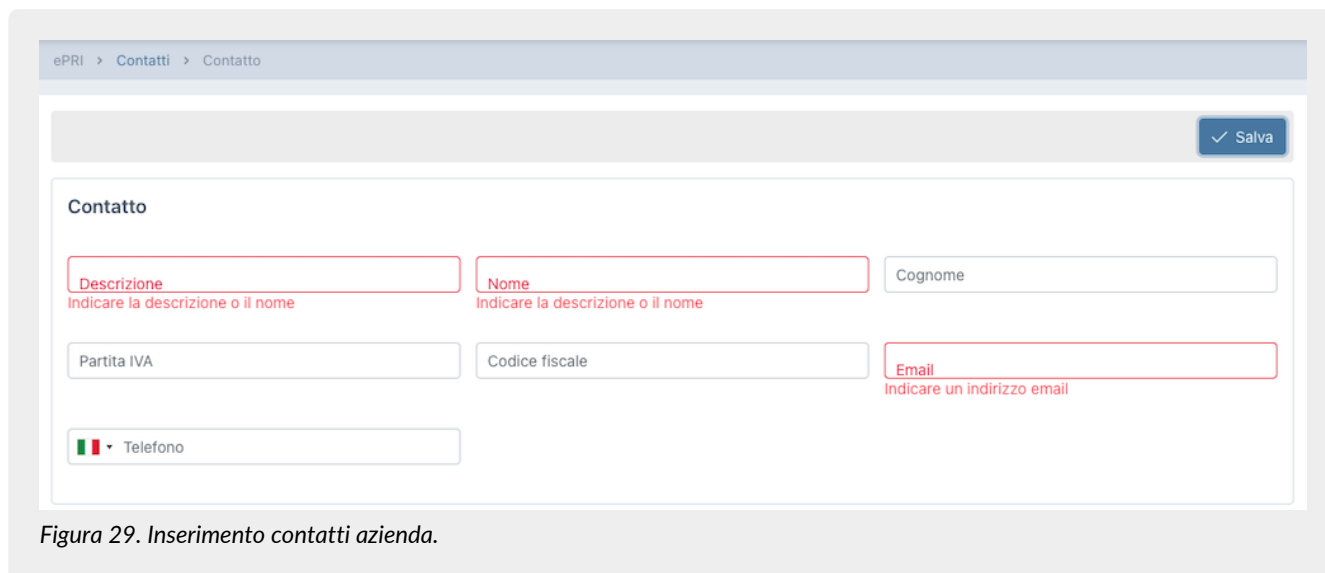 ePRI > Contatti > Contatto
Salva
Contatto
Descrizione Nome Cognome
Indicare la descrizione o il nome Indicare la descrizione o il nome
Partita IVA Codice fiscale Email
Indicare un indirizzo email
Telefono
Figura 29. Inserimento contatti azienda.